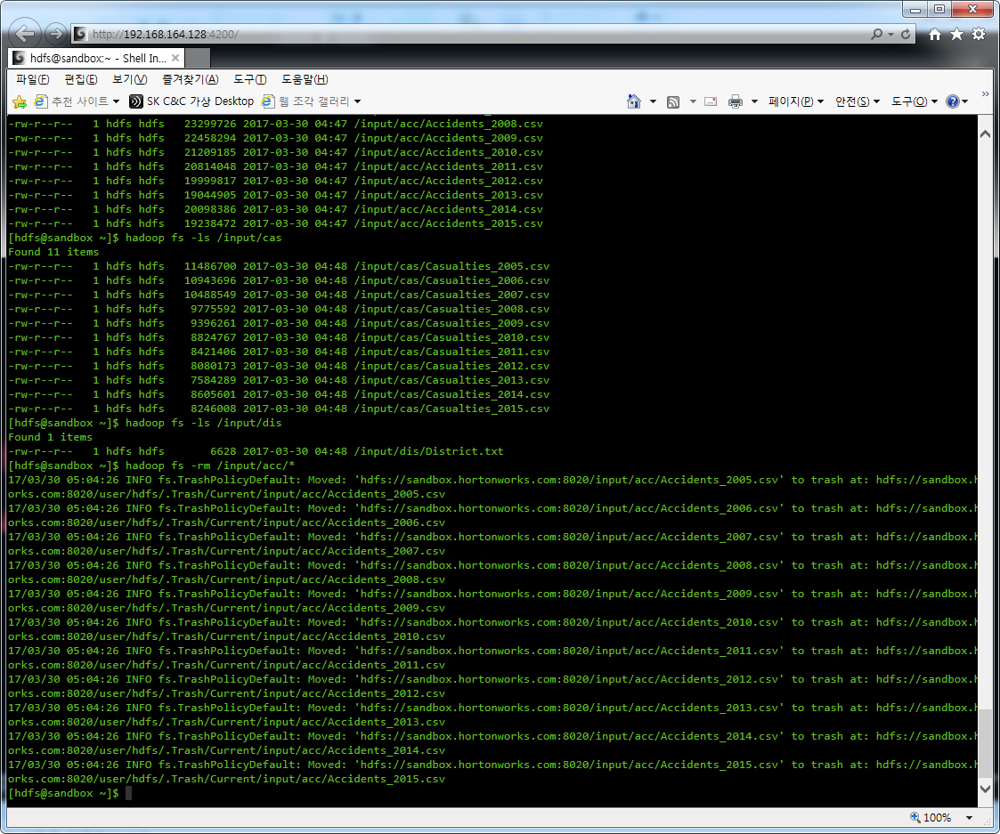 http://192.168.164.128:4200/
hdfs@sandbox:~ - Shell In...
파일(F) 편집(E) 보기(V) 즐겨찾기(A) 도구(T) 도움말(H)
추천 사이트 SK C&C 가상 Desktop 웹 조각 갤러리 페이지(P) 안전(S) 도구(O)
-rw-r--r-- 1 hdfs hdfs 23299726 2017-03-30 04:47 /input/acc/Accidents_2008.csv
-rw-r--r-- 1 hdfs hdfs 22458294 2017-03-30 04:47 /input/acc/Accidents_2009.csv
-rw-r--r-- 1 hdfs hdfs 21209185 2017-03-30 04:47 /input/acc/Accidents_2010.csv
-rw-r--r-- 1 hdfs hdfs 20814048 2017-03-30 04:47 /input/acc/Accidents_2011.csv
-rw-r--r-- 1 hdfs hdfs 19999817 2017-03-30 04:47 /input/acc/Accidents_2012.csv
-rw-r--r-- 1 hdfs hdfs 19044905 2017-03-30 04:47 /input/acc/Accidents_2013.csv
-rw-r--r-- 1 hdfs hdfs 20098386 2017-03-30 04:47 /input/acc/Accidents_2014.csv
-rw-r--r-- 1 hdfs hdfs 19238472 2017-03-30 04:47 /input/acc/Accidents_2015.csv
[hdfs@sandbox ~]$ hadoop fs -ls /input/cas
Found 11 items
-rw-r--r-- 1 hdfs hdfs 11486700 2017-03-30 04:48 /input/cas/Casualties_2005.csv
-rw-r--r-- 1 hdfs hdfs 10943696 2017-03-30 04:48 /input/cas/Casualties_2006.csv
-rw-r--r-- 1 hdfs hdfs 10488549 2017-03-30 04:48 /input/cas/Casualties_2007.csv
-rw-r--r-- 1 hdfs hdfs 9775592 2017-03-30 04:48 /input/cas/Casualties_2008.csv
-rw-r--r-- 1 hdfs hdfs 9396261 2017-03-30 04:48 /input/cas/Casualties_2009.csv
-rw-r--r-- 1 hdfs hdfs 8824767 2017-03-30 04:48 /input/cas/Casualties_2010.csv
-rw-r--r-- 1 hdfs hdfs 8421406 2017-03-30 04:48 /input/cas/Casualties_2011.csv
-rw-r--r-- 1 hdfs hdfs 8080173 2017-03-30 04:48 /input/cas/Casualties_2012.csv
-rw-r--r-- 1 hdfs hdfs 7584289 2017-03-30 04:48 /input/cas/Casualties_2013.csv
-rw-r--r-- 1 hdfs hdfs 8605601 2017-03-30 04:48 /input/cas/Casualties_2014.csv
-rw-r--r-- 1 hdfs hdfs 8246008 2017-03-30 04:48 /input/cas/Casualties_2015.csv
[hdfs@sandbox ~]$ hadoop fs -ls /input/dis
Found 1 items
-rw-r--r-- 1 hdfs hdfs 6628 2017-03-30 04:48 /input/dis/District.txt
[hdfs@sandbox ~]$ hadoop fs -rm /input/acc/*
17/03/30 05:04:26 INFO fs.TrashPolicyDefault: Moved: 'hdfs://sandbox.hortonworks.com:8020/input/acc/Accidents_2005.csv' to trash at: hdfs://sandbox.h
orks.com:8020/user/hdfs/.Trash/Current/input/acc/Accidents_2005.csv
17/03/30 05:04:26 INFO fs.TrashPolicyDefault: Moved: 'hdfs://sandbox.hortonworks.com:8020/input/acc/Accidents_2006.csv' to trash at: hdfs://sandbox.h
orks.com:8020/user/hdfs/.Trash/Current/input/acc/Accidents_2006.csv
17/03/30 05:04:26 INFO fs.TrashPolicyDefault: Moved: 'hdfs://sandbox.hortonworks.com:8020/input/acc/Accidents_2007.csv' to trash at: hdfs://sandbox.h
orks.com:8020/user/hdfs/.Trash/Current/input/acc/Accidents_2007.csv
17/03/30 05:04:26 INFO fs.TrashPolicyDefault: Moved: 'hdfs://sandbox.hortonworks.com:8020/input/acc/Accidents_2008.csv' to trash at: hdfs://sandbox.h
orks.com:8020/user/hdfs/.Trash/Current/input/acc/Accidents_2008.csv
17/03/30 05:04:26 INFO fs.TrashPolicyDefault: Moved: 'hdfs://sandbox.hortonworks.com:8020/input/acc/Accidents_2009.csv' to trash at: hdfs://sandbox.h
orks.com:8020/user/hdfs/.Trash/Current/input/acc/Accidents_2009.csv
17/03/30 05:04:26 INFO fs.TrashPolicyDefault: Moved: 'hdfs://sandbox.hortonworks.com:8020/input/acc/Accidents_2010.csv' to trash at: hdfs://sandbox.h
orks.com:8020/user/hdfs/.Trash/Current/input/acc/Accidents_2010.csv
17/03/30 05:04:26 INFO fs.TrashPolicyDefault: Moved: 'hdfs://sandbox.hortonworks.com:8020/input/acc/Accidents_2011.csv' to trash at: hdfs://sandbox.h
orks.com:8020/user/hdfs/.Trash/Current/input/acc/Accidents_2011.csv
17/03/30 05:04:26 INFO fs.TrashPolicyDefault: Moved: 'hdfs://sandbox.hortonworks.com:8020/input/acc/Accidents_2012.csv' to trash at: hdfs://sandbox.h
orks.com:8020/user/hdfs/.Trash/Current/input/acc/Accidents_2012.csv
17/03/30 05:04:26 INFO fs.TrashPolicyDefault: Moved: 'hdfs://sandbox.hortonworks.com:8020/input/acc/Accidents_2013.csv' to trash at: hdfs://sandbox.h
orks.com:8020/user/hdfs/.Trash/Current/input/acc/Accidents_2013.csv
17/03/30 05:04:26 INFO fs.TrashPolicyDefault: Moved: 'hdfs://sandbox.hortonworks.com:8020/input/acc/Accidents_2014.csv' to trash at: hdfs://sandbox.h
orks.com:8020/user/hdfs/.Trash/Current/input/acc/Accidents_2014.csv
17/03/30 05:04:26 INFO fs.TrashPolicyDefault: Moved: 'hdfs://sandbox.hortonworks.com:8020/input/acc/Accidents_2015.csv' to trash at: hdfs://sandbox.h
orks.com:8020/user/hdfs/.Trash/Current/input/acc/Accidents_2015.csv
[hdfs@sandbox ~]$
100%